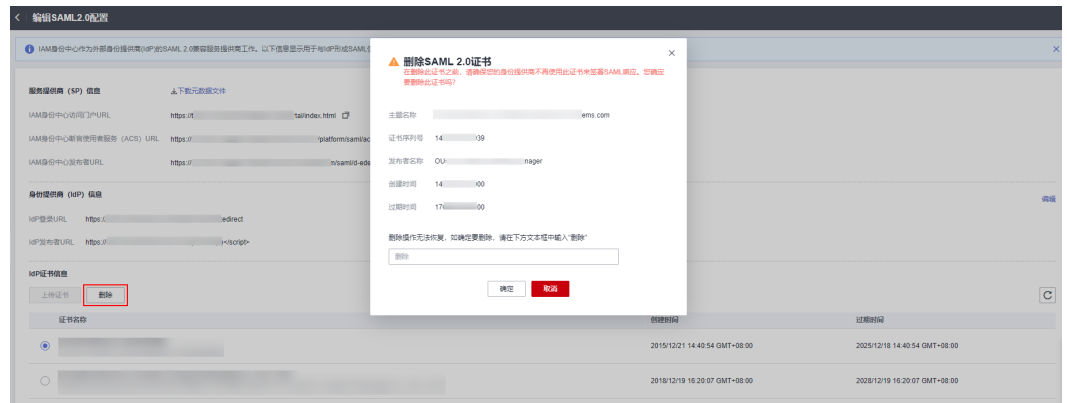 编辑SAML2.0配置
IAM身份中心作为外部身份提供商(IdP)的SAML 2.0兼容服务提供商工作。以下信息显示用于与IdP形成SAML
服务提供商（SP）信息
下载元数据文件
IAM身份中心访问门户URL https://t tal/index.html
IAM身份中心断言使用者服务（ACS）URL https:// /platform/saml/ac
IAM身份中心发布者URL https:// n/saml/d-ede
身份提供商（IdP）信息
编辑
IdP登录URL https:/ edirect
IdP发布者URL https:/ )</script>
IdP证书信息
上传证书 删除
证书名称 创建时间 过期时间
2015/12/21 14:40:54 GMT+08:00 2025/12/18 14:40:54 GMT+08:00
2018/12/19 16:20:07 GMT+08:00 2028/12/19 16:20:07 GMT+08:00
删除SAML 2.0证书
在删除此证书之前，请确保您的身份提供商不再使用此证书来签署SAML响应。您确定
要删除此证书吗？
主题名称 ems.com
证书序列号 14 39
发布者名称 OU: nager
创建时间 14 00
过期时间 176 00
删除操作无法恢复，如确定要删除，请在下方文本框中输入“删除”
删除
确定 取消